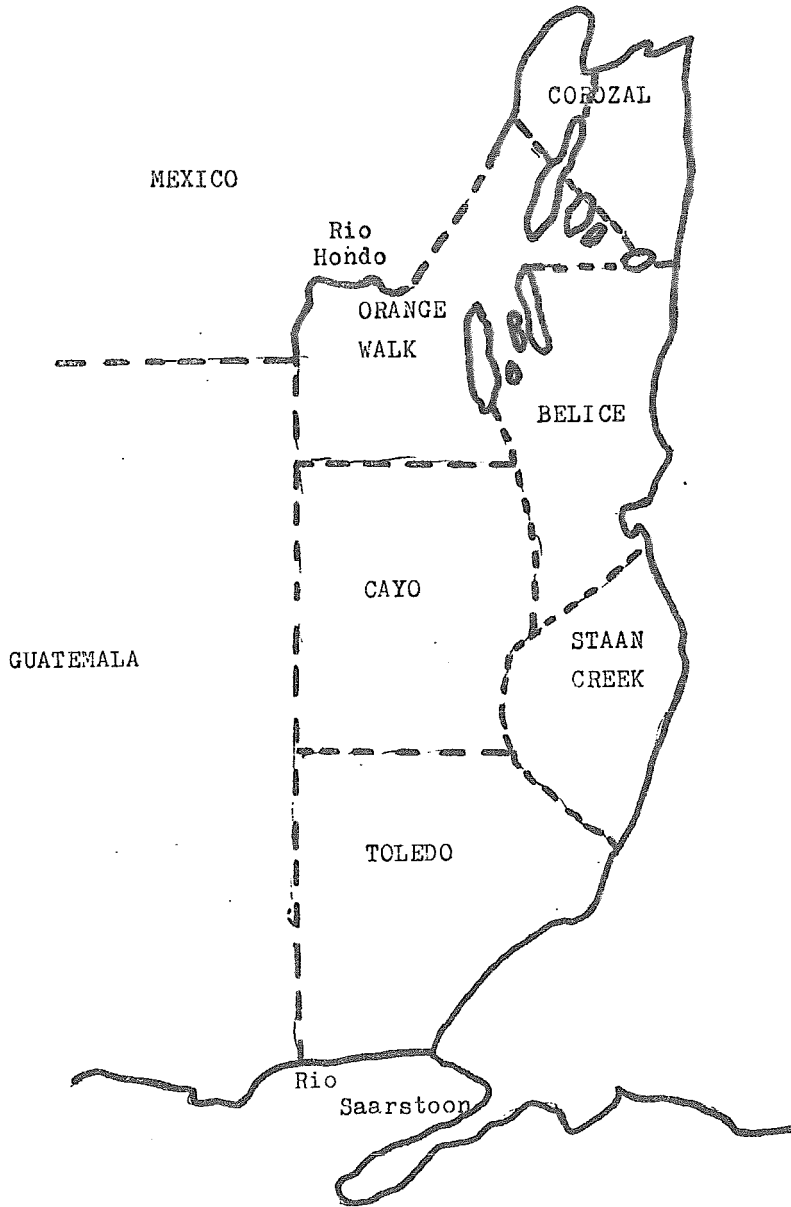 COROZAL
MEXICO
Rio
Hondo
ORANGE
WALK
BELICE
CAYO
STAAN
CREEK
GUATEMALA
TOLEDO
Rio
Saarstoon